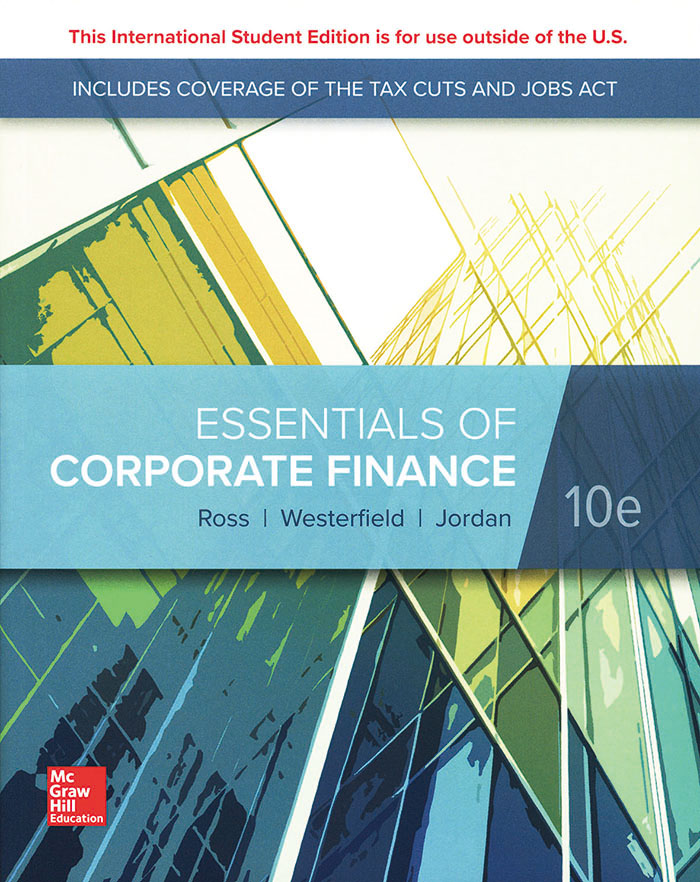 This International Student Edition is for use outside of the U.S.
INCLUDES COVERAGE OF THE TAX CUTS AND JOBS ACT
ESSENTIALS OF
CORPORATE FINANCE
Ross | Westerfield | Jordan
10e
Mc
Graw
Hill
Education